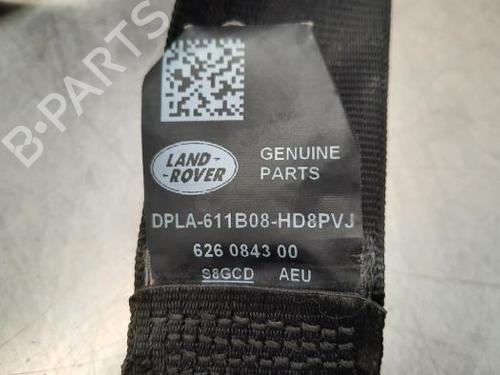 B-PARTS
LAND-
ROVER
GENUINE
PARTS
DPLA-611B08-HD8PVJ
626 0843 00
S8GCD AEU